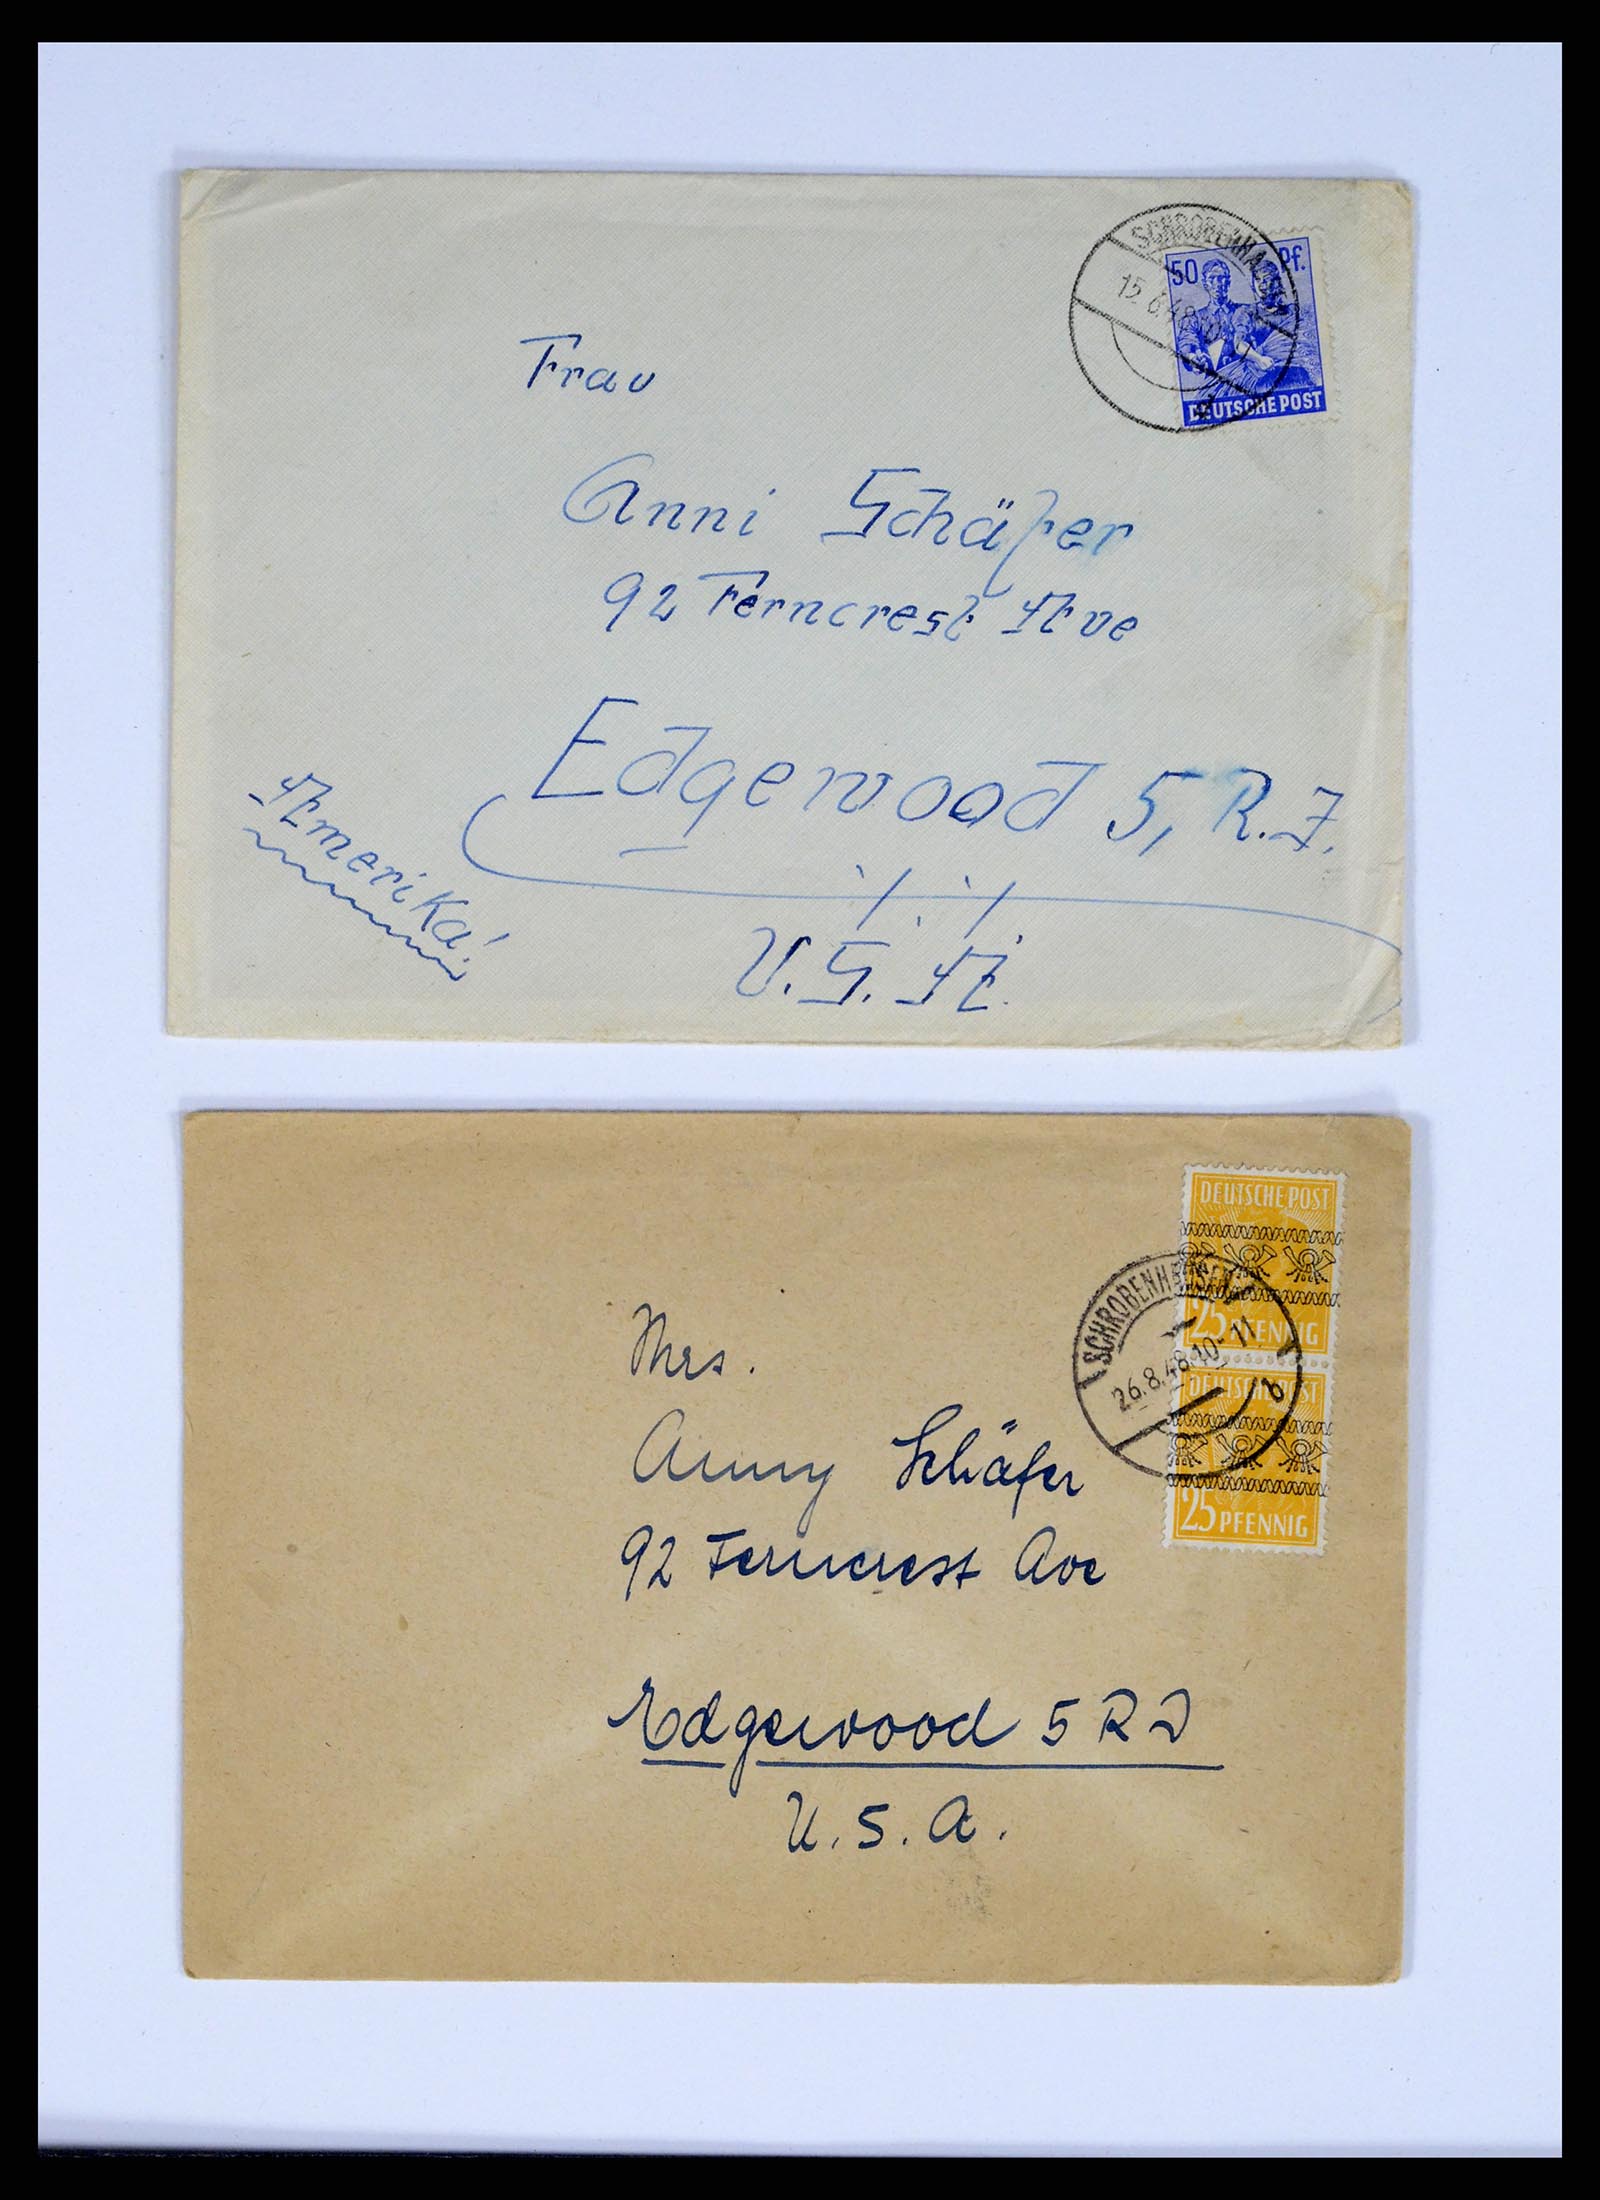 SCHROBENHAUSEN
15.6.48
50 Pf.
DEUTSCHE POST
Frau
Anni Schäfer
92 Ferncrest Ave
Edgewood 5, R.I.
Amerika!
U.S.A.
DEUTSCHE POST
25 PFENNIG
SCHROBENHAUSEN
26.8.48.10-11
b
DEUTSCHE POST
25 PFENNIG
Mrs.
Anny Schäfer
92 Ferncrest Ave
Edgewood 5 R I
U.S.A.